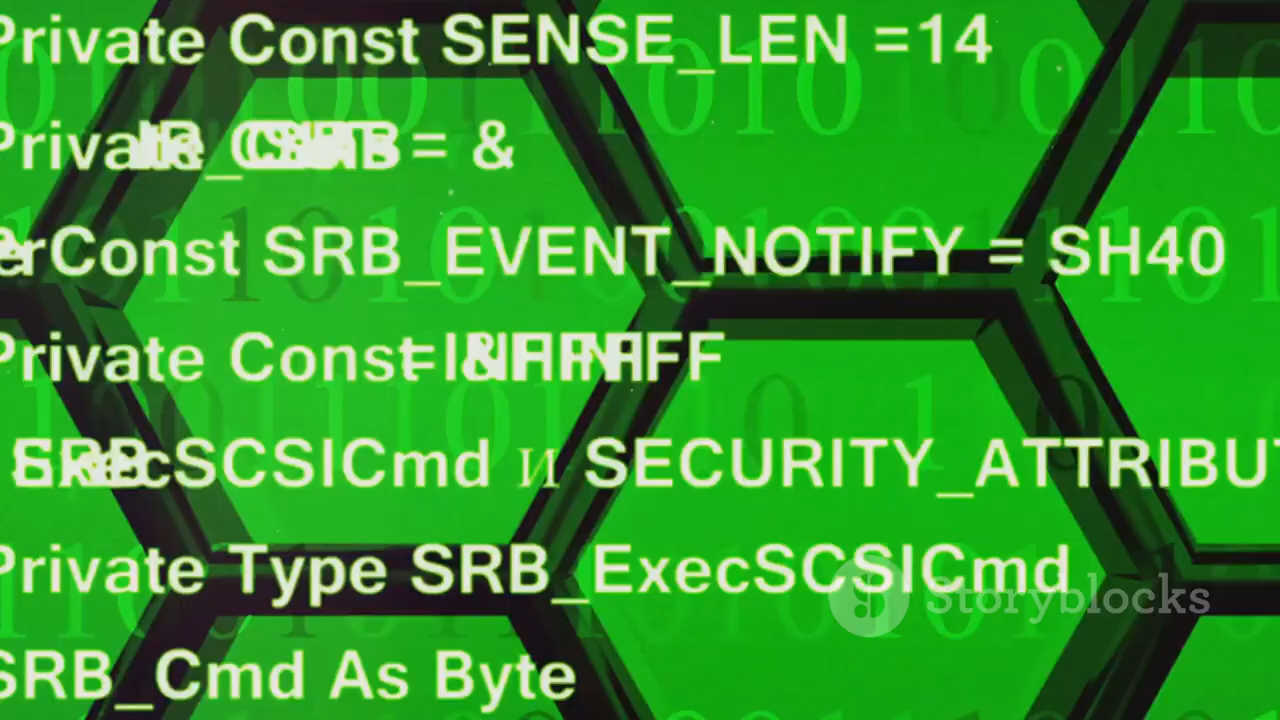 Private Const SENSE_LEN =14
Private = &
Const SRB_EVENT_NOTIFY = SH40
Private Const
SCSICmd И SECURITY_ATTRIBUT
Private Type SRB_ExecSCSICmd
Storyblocks
SRB_Cmd As Byte